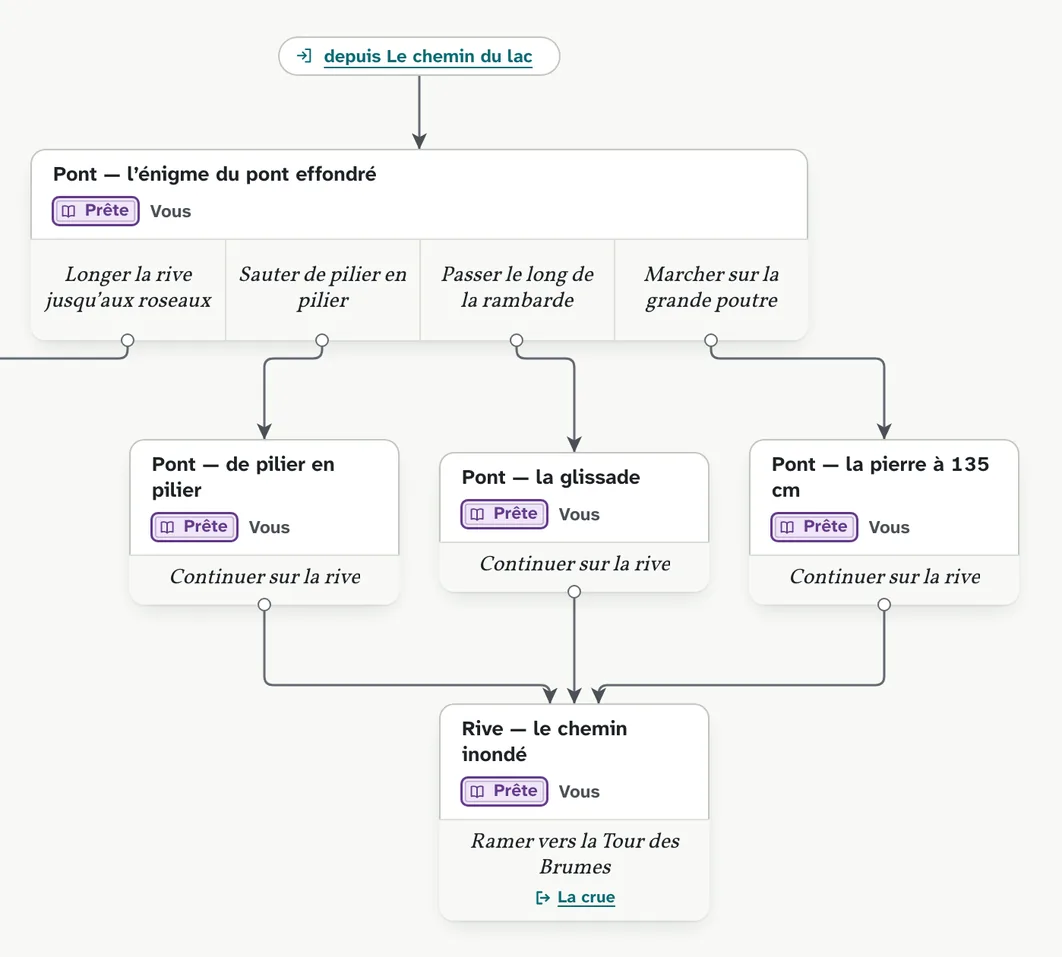 depuis Le chemin du lac
Pont — l’énigme du pont effondré
Prête Vous
Longer la rive
jusqu’aux roseaux
Sauter de pilier en
pilier
Passer le long de
la rambarde
Marcher sur la
grande poutre
Pont — de pilier en
pilier
Prête Vous
Continuer sur la rive
Pont — la glissade
Prête Vous
Continuer sur la rive
Pont — la pierre à 135
cm
Prête Vous
Continuer sur la rive
Rive — le chemin
inondé
Prête Vous
Ramer vers la Tour des
Brumes
La crue